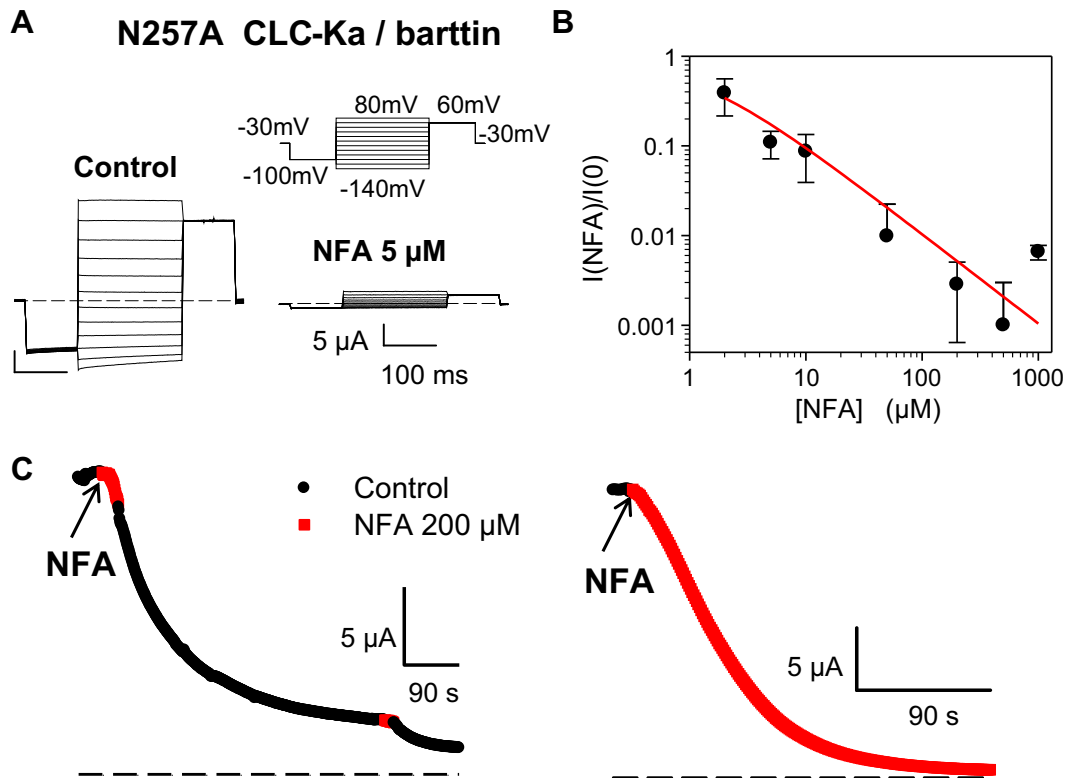 A
N257A CLC-Ka / barttin
80mV 60mV
-30mV
-30mV
-100mV
-140mV
Control
NFA 5 µM
5 µA
100 ms
B
1
0.1
0.01
0.001
I(NFA)/I(0)
1 10 100 1000
[NFA] (µM)
C
Control
NFA 200 µM
NFA
5 µA
90 s
NFA
5 µA
90 s